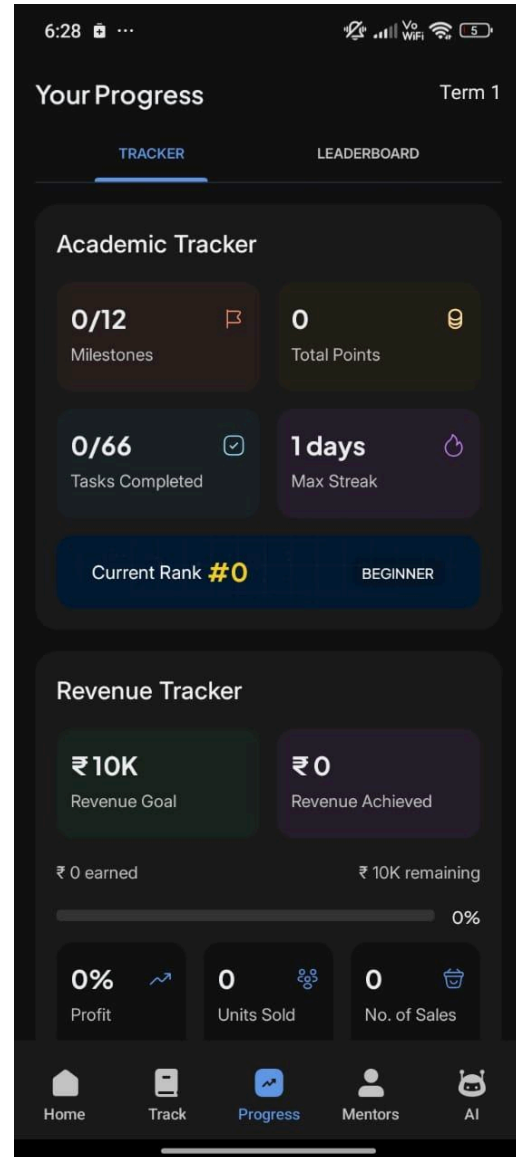 6:28 ...
Vo WiFi 5
Your Progress Term 1
TRACKER LEADERBOARD
Academic Tracker
0/12 0
Milestones Total Points
0/66 1 days
Tasks Completed Max Streak
Current Rank #0 BEGINNER
Revenue Tracker
₹10K ₹0
Revenue Goal Revenue Achieved
₹ 0 earned ₹ 10K remaining
0%
0% 0 0
Profit Units Sold No. of Sales
Home Track Progress Mentors AI